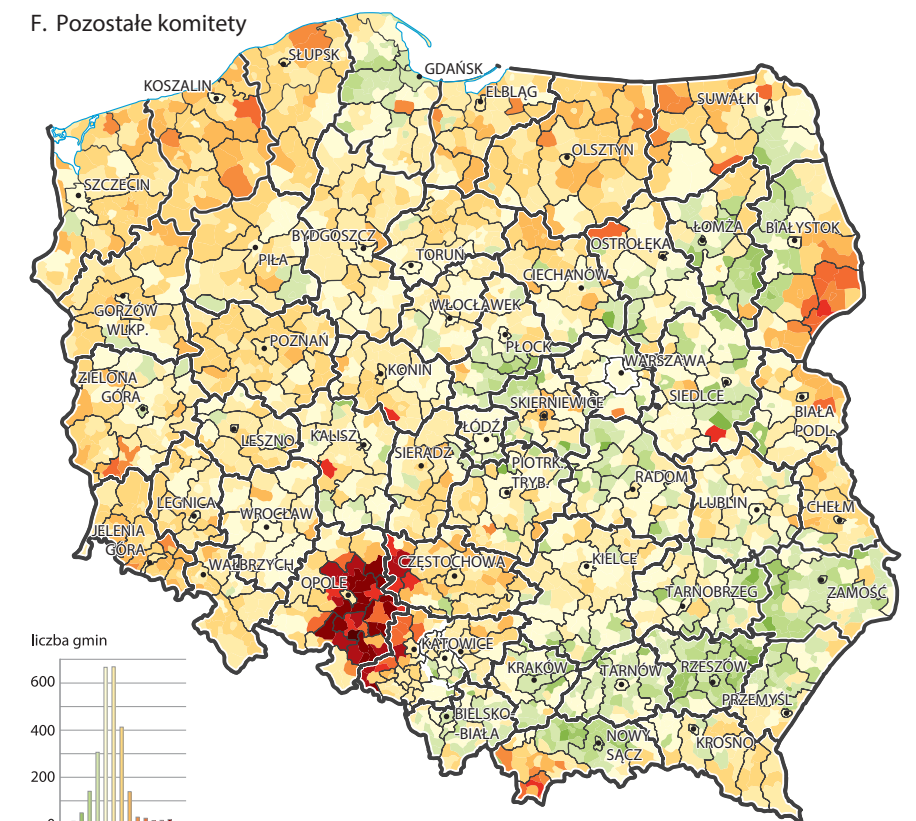 F. Pozostałe komitety
SŁUPSK
GDAŃSK
KOSZALIN
ELBLĄG
SUWAŁKI
OLSZTYN
SZCZECIN
ŁOMŻA
BIAŁYSTOK
BYDGOSZCZ
OSTROŁĘKA
PIŁA
TORUŃ
CIECHANÓW
GORZÓW
WLKP.
WŁOCŁAWEK
POZNAŃ
PŁOCK
WARSZAWA
ZIELONA
GÓRA
KONIN
SIEDLCE
SKIERNIEWICE
BIAŁA
PODL.
LESZNO
KALISZ
ŁÓDŹ
SIERADZ
PIOTRK.
TRYB.
RADOM
LEGNICA
WROCŁAW
LUBLIN
CHEŁM
JELENIA
GÓRA
WAŁBRZYCH
CZĘSTOCHOWA
KIELCE
OPOLE
TARNOBRZEG
ZAMOŚĆ
liczba gmin
KATOWICE
KRAKÓW
TARNÓW
RZESZÓW
PRZEMYŚL
BIELSKO-
-BIAŁA
NOWY
SĄCZ
KROSNO
600
400
200
0